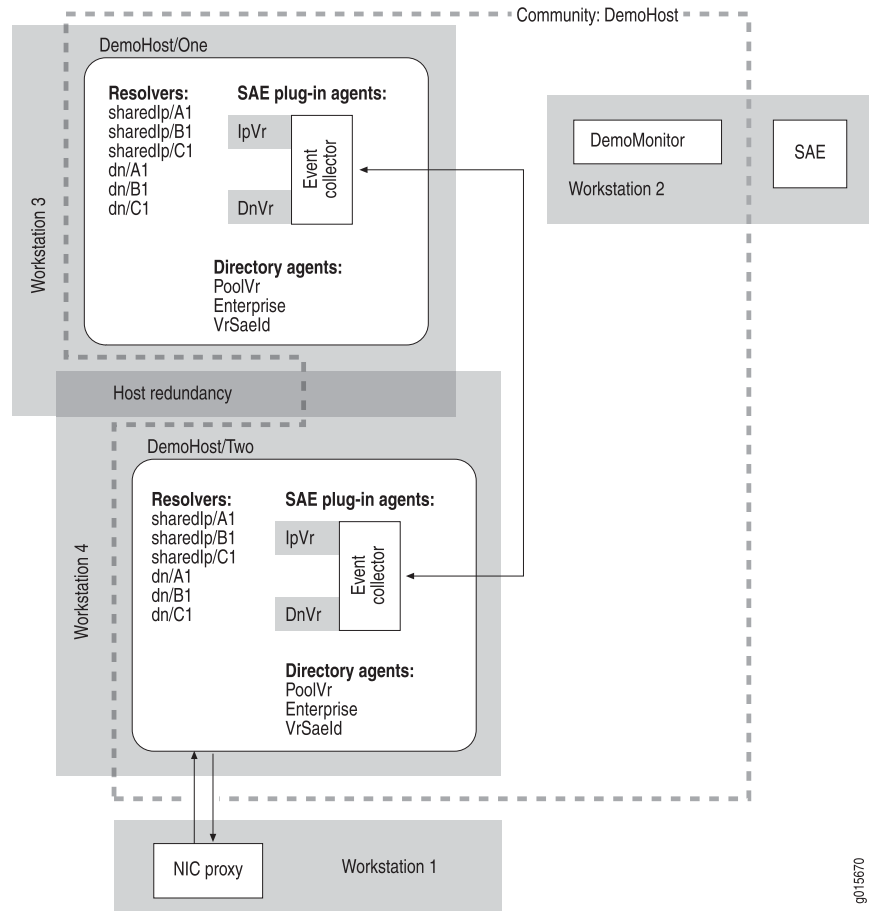 Community: DemoHost
DemoHost/One
Resolvers:
sharedIp/A1
sharedIp/B1
sharedIp/C1
dn/A1
dn/B1
dn/C1
SAE plug-in agents:
IpVr
DnVr
Event
collector
Directory agents:
PoolVr
Enterprise
VrSaeId
Workstation 3
DemoMonitor
Workstation 2
SAE
Host redundancy
DemoHost/Two
Resolvers:
sharedIp/A1
sharedIp/B1
sharedIp/C1
dn/A1
dn/B1
dn/C1
SAE plug-in agents:
IpVr
DnVr
Event
collector
Directory agents:
PoolVr
Enterprise
VrSaeId
Workstation 4
NIC proxy
Workstation 1
g015670